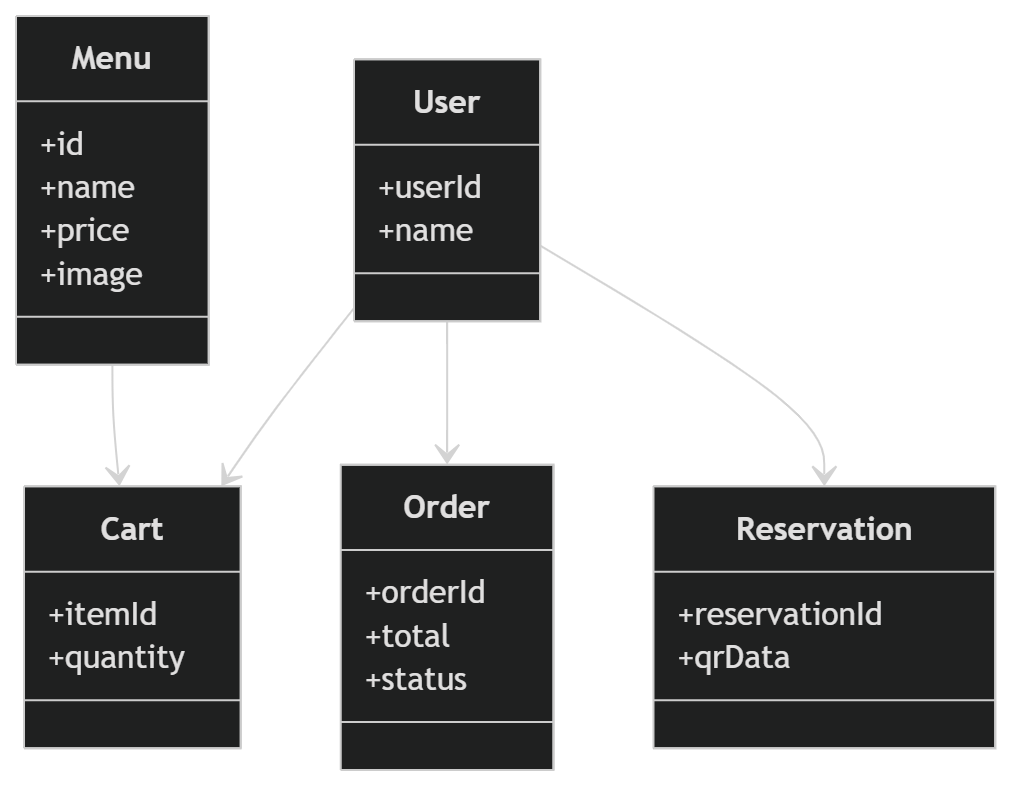 Menu
+id
+name
+price
+image
User
+userId
+name
Cart
+itemId
+quantity
Order
+orderId
+total
+status
Reservation
+reservationId
+qrData